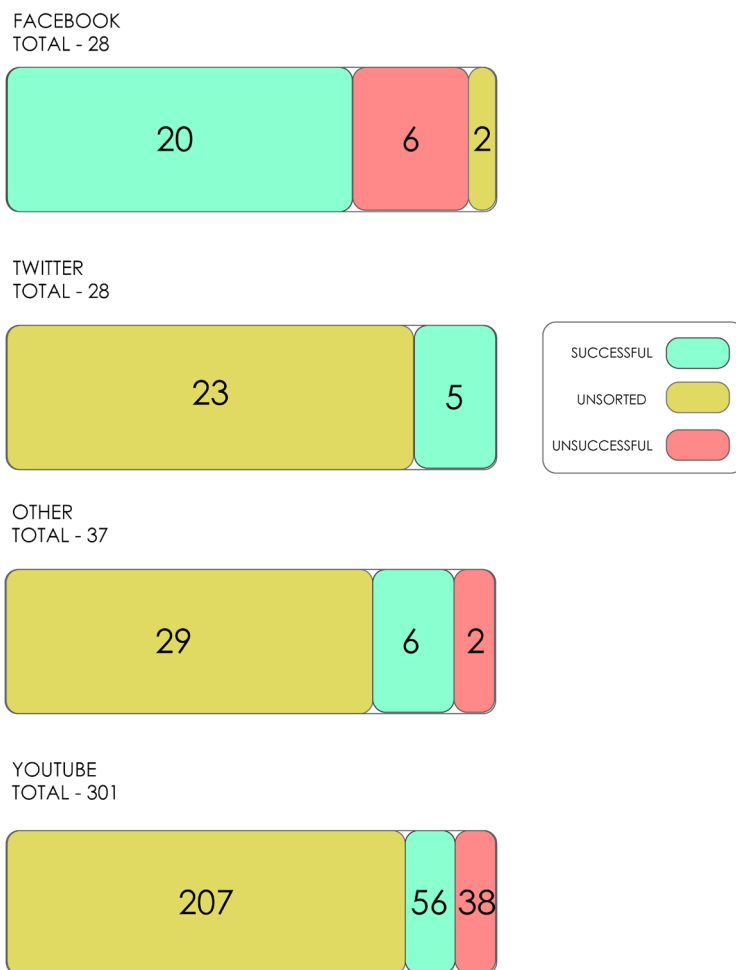 FACEBOOK
TOTAL - 28
20 6 2
TWITTER
TOTAL - 28
23 5
SUCCESSFUL
UNSORTED
UNSUCCESSFUL
OTHER
TOTAL - 37
29 6 2
YOUTUBE
TOTAL - 301
207 56 38